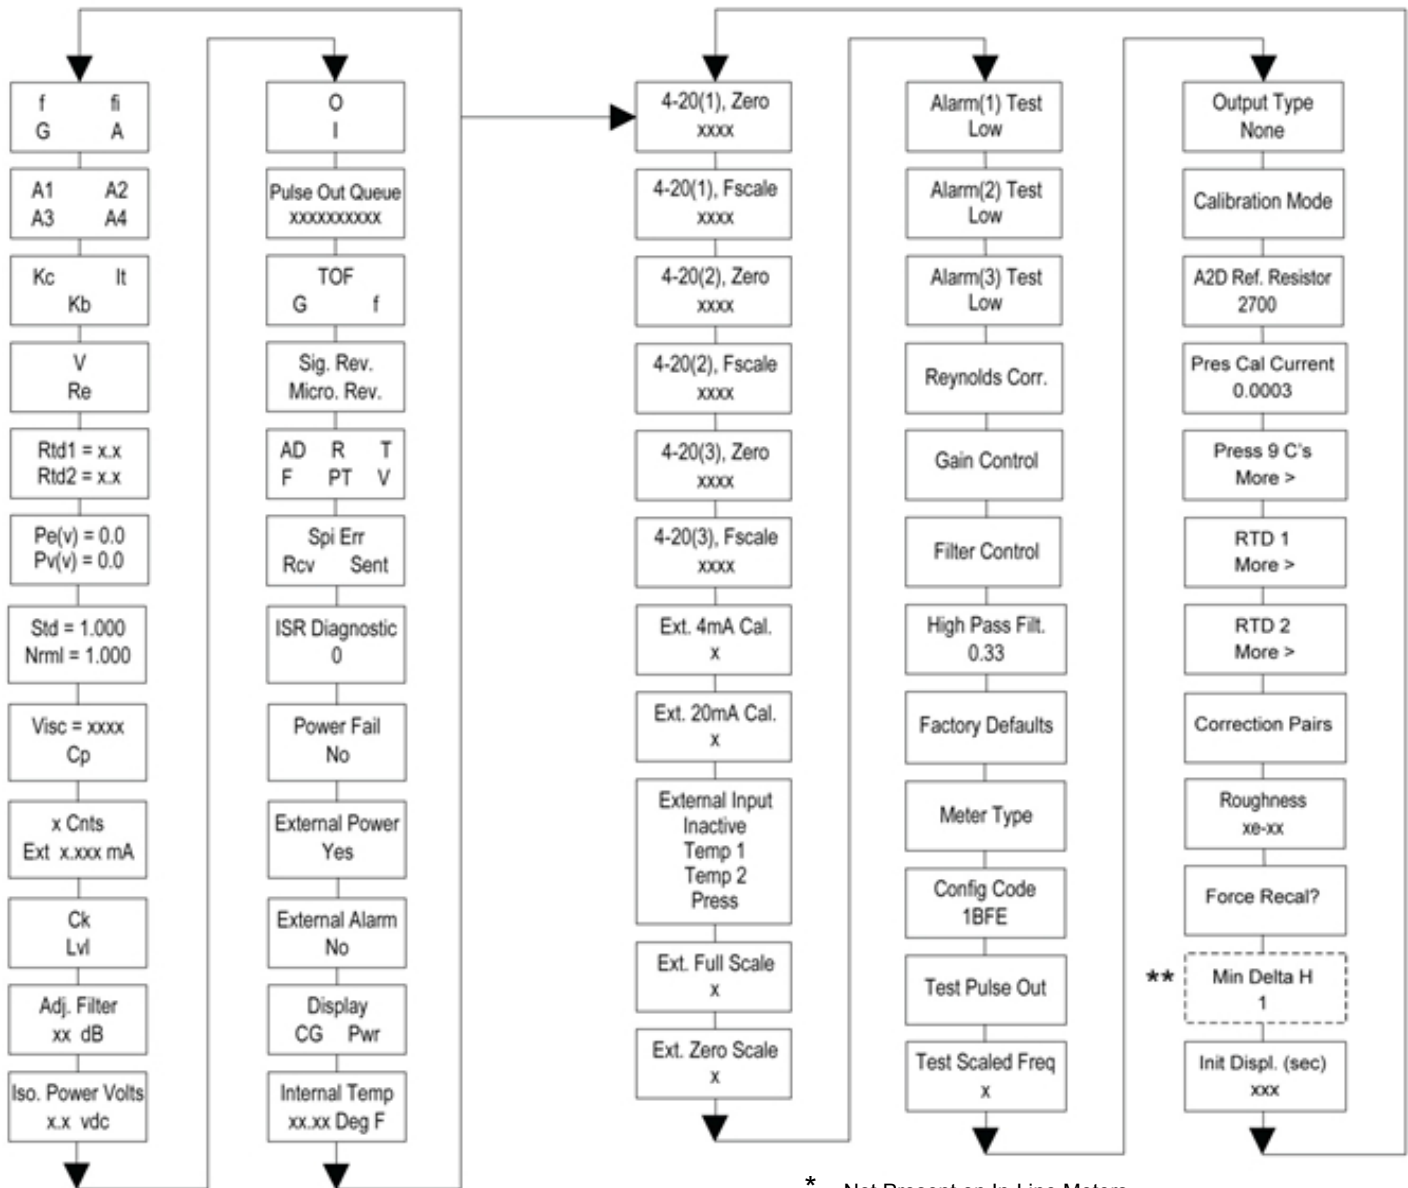 f fi
G A
A1 A2
A3 A4
Kc It
Kb
V
Re
Rtd1 = x.x
Rtd2 = x.x
Pe(v) = 0.0
Pv(v) = 0.0
Std = 1.000
Nrml = 1.000
Visc = xxxx
Cp
x Cnts
Ext x.xxx mA
Ck
Lvl
Adj. Filter
xx dB
Iso. Power Volts
x.x vdc
O
I
Pulse Out Queue
xxxxxxxxxx
TOF
G f
Sig. Rev.
Micro. Rev.
AD R T
F PT V
Spi Err
Rcv Sent
ISR Diagnostic
0
Power Fail
No
External Power
Yes
External Alarm
No
Display
CG Pwr
Internal Temp
xx.xx Deg F
4-20(1), Zero
xxxx
4-20(1), Fscale
xxxx
4-20(2), Zero
xxxx
4-20(2), Fscale
xxxx
4-20(3), Zero
xxxx
4-20(3), Fscale
xxxx
Ext. 4mA Cal.
x
Ext. 20mA Cal.
x
External Input
Inactive
Temp 1
Temp 2
Press
Ext. Full Scale
x
Ext. Zero Scale
x
Alarm(1) Test
Low
Alarm(2) Test
Low
Alarm(3) Test
Low
Reynolds Corr.
Gain Control
Filter Control
High Pass Filt.
0.33
Factory Defaults
Meter Type
Config Code
1BFE
Test Pulse Out
Test Scaled Freq
x
Output Type
None
Calibration Mode
A2D Ref. Resistor
2700
Pres Cal Current
0.0003
Press 9 C's
More >
RTD 1
More >
RTD 2
More >
Correction Pairs
Roughness
xe-xx
Force Recal?
** Min Delta H
1
Init Displ. (sec)
xxx
* Not Present on In-Line Meters